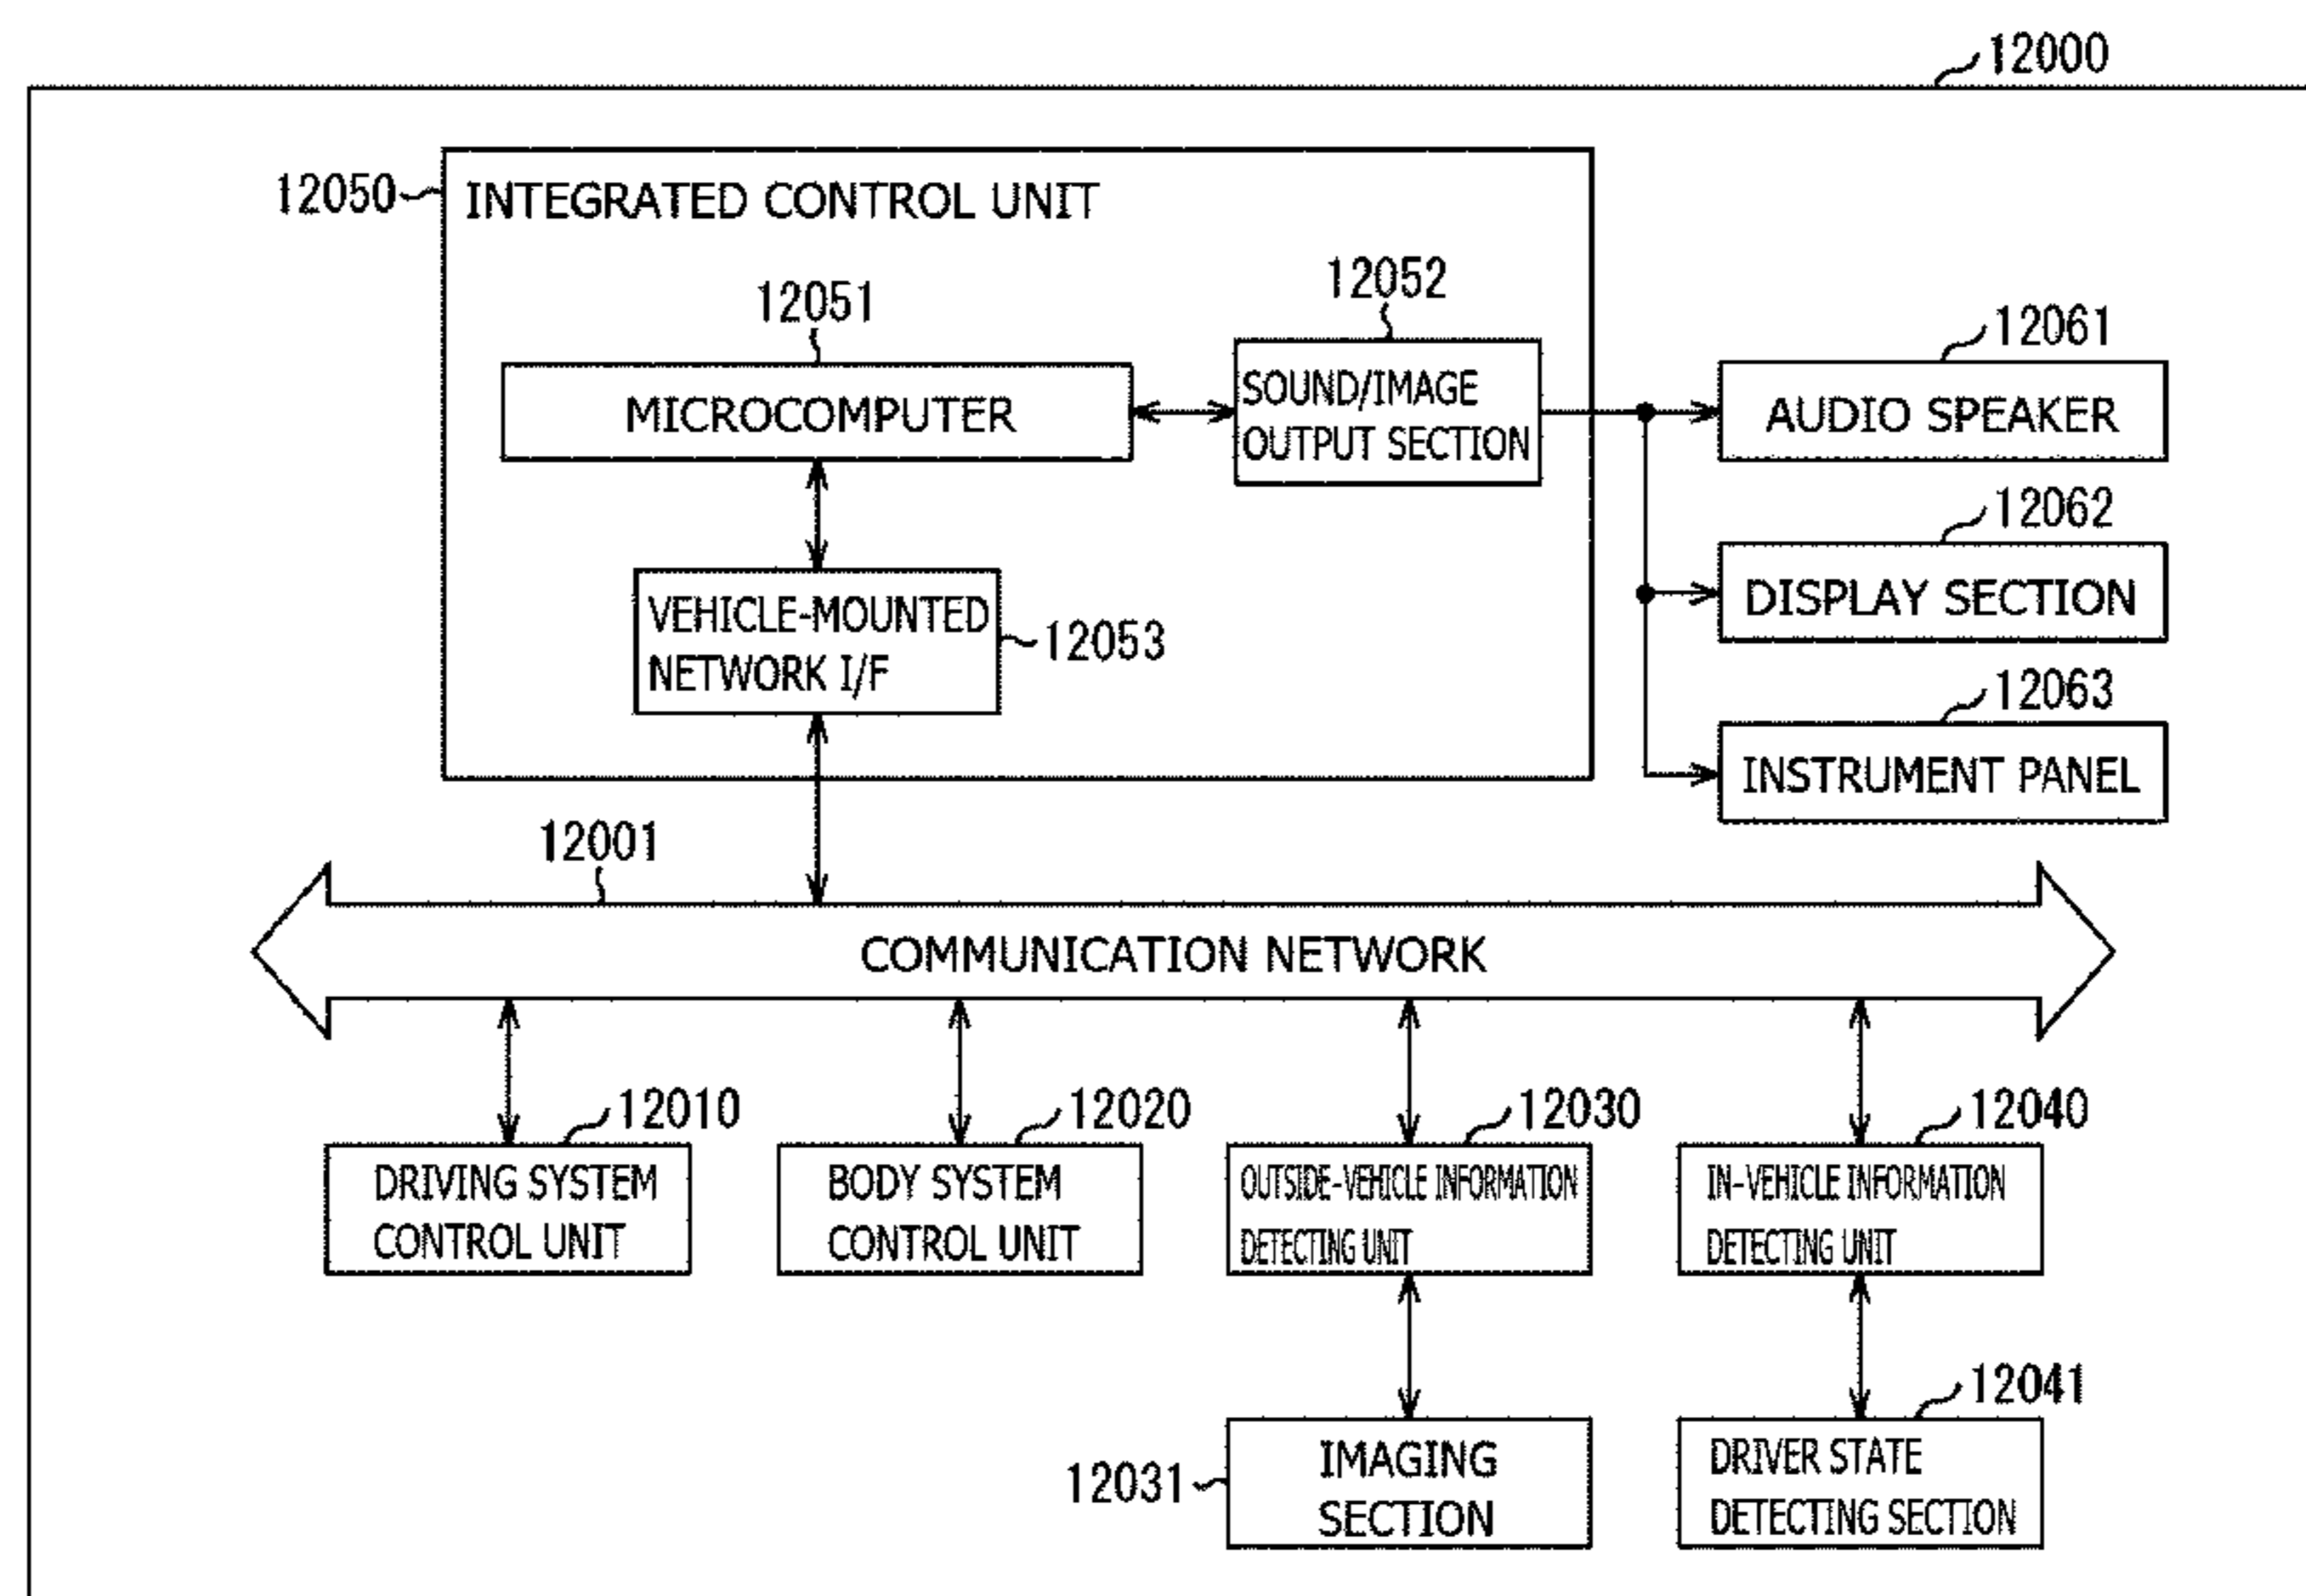 12000
12050
INTEGRATED CONTROL UNIT
12051
12052
12061
MICROCOMPUTER
SOUND/IMAGE
OUTPUT SECTION
AUDIO SPEAKER
12062
DISPLAY SECTION
VEHICLE-MOUNTED
NETWORK I/F
12053
12063
INSTRUMENT PANEL
12001
COMMUNICATION NETWORK
12010
12020
12030
12040
DRIVING SYSTEM
CONTROL UNIT
BODY SYSTEM
CONTROL UNIT
OUTSIDE-VEHICLE INFORMATION
DETECTING UNIT
IN-VEHICLE INFORMATION
DETECTING UNIT
12031
IMAGING
SECTION
12041
DRIVER STATE
DETECTING SECTION